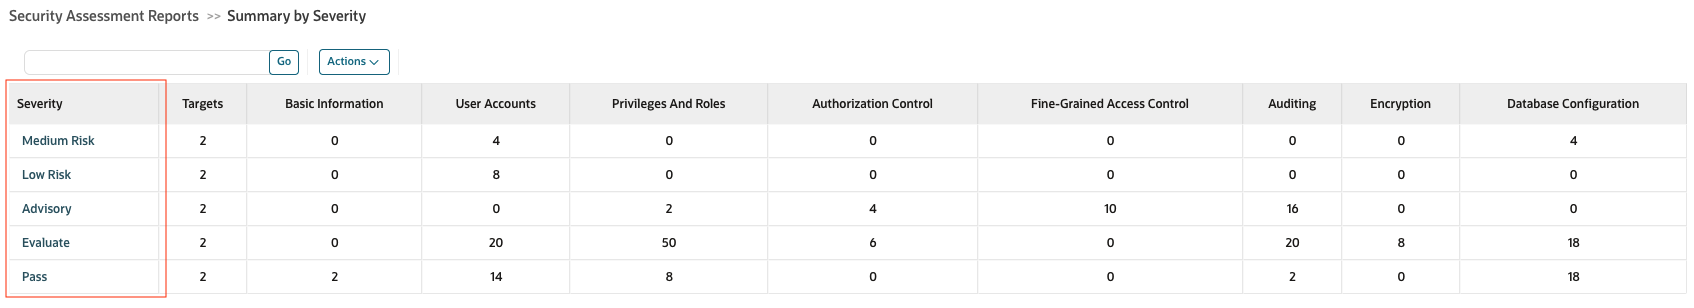 Security Assessment Reports >> Summary by Severity
Go Actions
Severity Targets Basic Information User Accounts Privileges And Roles Authorization Control Fine-Grained Access Control Auditing Encryption Database Configuration
Medium Risk 2 0 4 0 0 0 0 0 4
Low Risk 2 0 8 0 0 0 0 0 0
Advisory 2 0 0 2 4 10 16 0 0
Evaluate 2 0 20 50 6 0 20 8 18
Pass 2 2 14 8 0 0 2 0 18